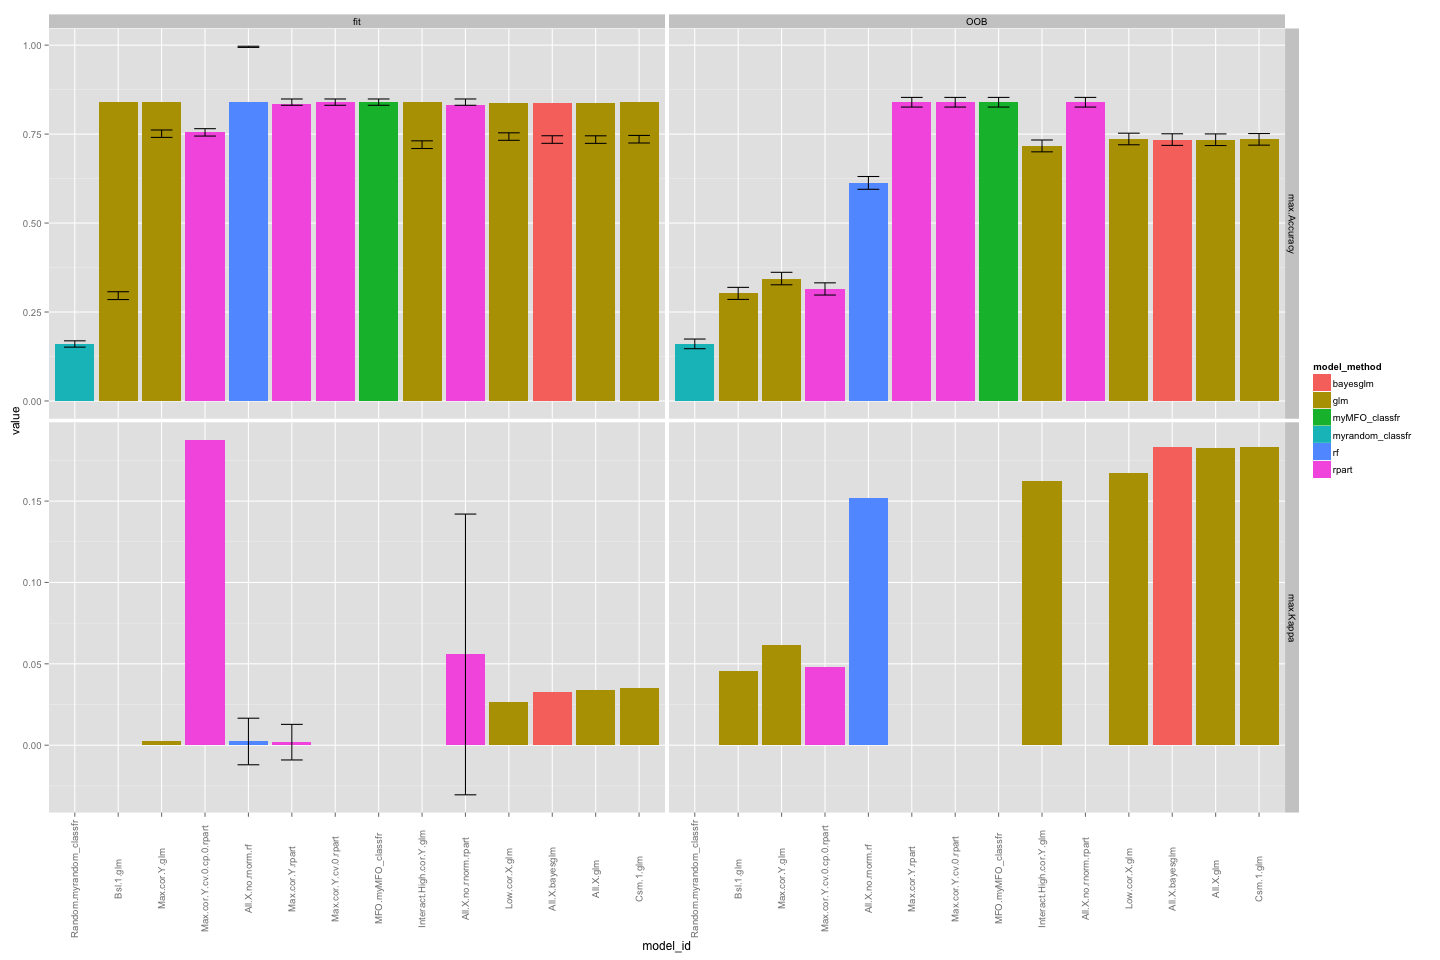 fit
OOB
1.00
0.75
0.50
0.25
0.00
max.Accuracy
0.15
0.10
0.05
0.00
max.Kappa
value
Random.myrandom_classfr
Bsl.1.glm
Max.cor.Y.glm
Max.cor.Y.cv.0.cp.0.rpart
All.X.no.rnorm.rf
Max.cor.Y.rpart
Max.cor.Y.cv.0.rpart
MFO.myMFO_classfr
Interact.High.cor.Y.glm
All.X.no.rnorm.rpart
Low.cor.X.glm
All.X.bayesglm
All.X.glm
Csm.1.glm
Random.myrandom_classfr
Bsl.1.glm
Max.cor.Y.glm
Max.cor.Y.cv.0.cp.0.rpart
All.X.no.rnorm.rf
Max.cor.Y.rpart
Max.cor.Y.cv.0.rpart
MFO.myMFO_classfr
Interact.High.cor.Y.glm
All.X.no.rnorm.rpart
Low.cor.X.glm
All.X.bayesglm
All.X.glm
Csm.1.glm
model_id
model_method
bayesglm
glm
myMFO_classfr
myrandom_classfr
rf
rpart